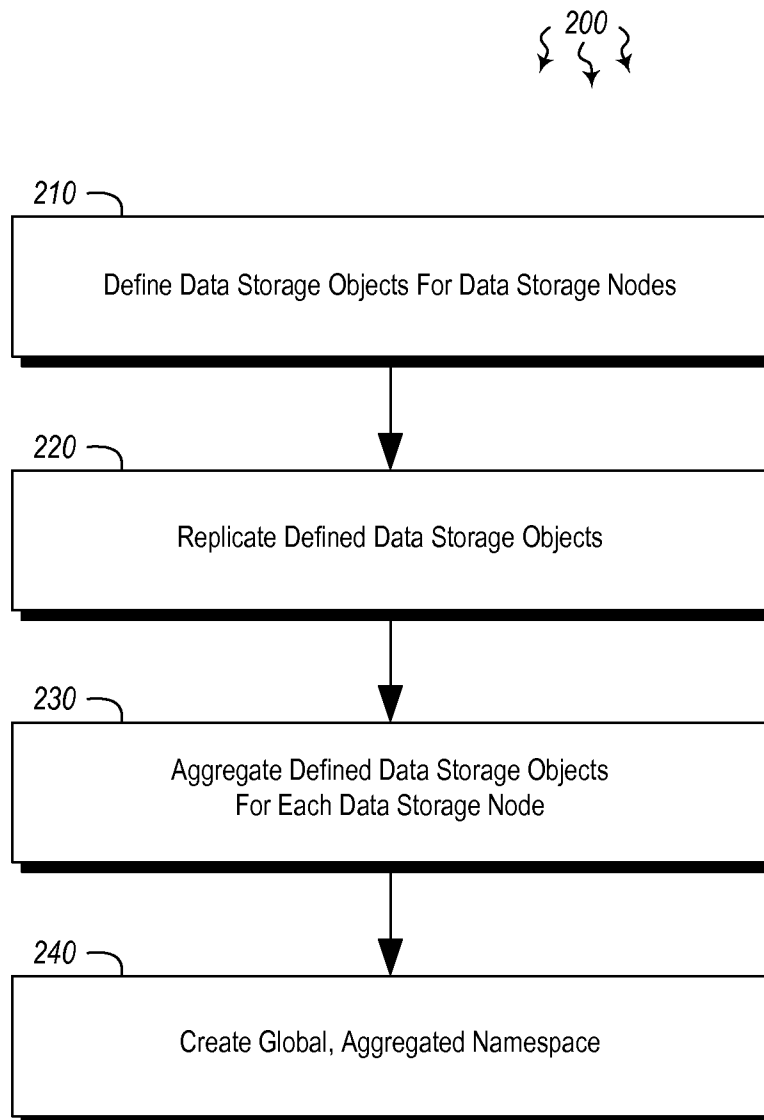 200
210
Define Data Storage Objects For Data Storage Nodes
220
Replicate Defined Data Storage Objects
230
Aggregate Defined Data Storage Objects
For Each Data Storage Node
240
Create Global, Aggregated Namespace